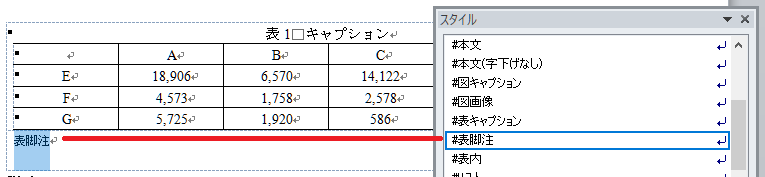 表 1□キャプション
スタイル
A B C
E 18,906 6,570 14,122
F 4,573 1,758 2,578
G 5,725 1,920 586
表脚注
#本文
#本文(字下げなし)
#図キャプション
#図画像
#表キャプション
#表脚注
#表内